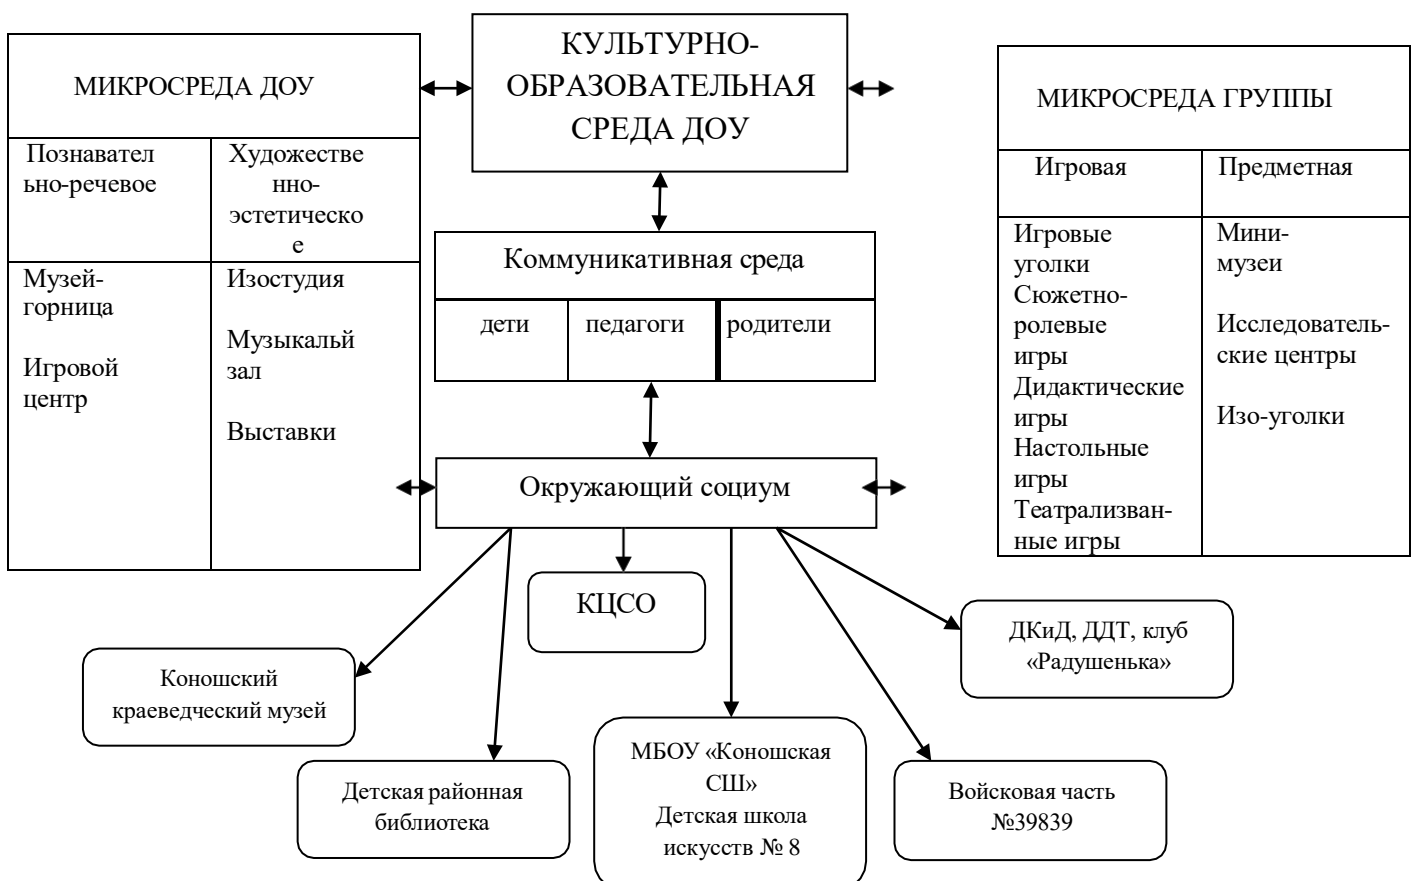 МИКРОСРЕДА ДОУ
Познавател
ьно-речевое
Художестве
нно-
эстетическо
е
Музей-
горница
Игровой
центр
Изостудия
Музыкальй
зал
Выставки
КУЛЬТУРНО-
ОБРАЗОВАТЕЛЬНАЯ
СРЕДА ДОУ
Коммуникативная среда
дети
педагоги
родители
Окружающий социум
МИКРОСРЕДА ГРУППЫ
Игровая
Предметная
Игровые
уголки
Сюжетно-
ролевые
игры
Дидактические
игры
Настольные
игры
Театрализван-
ные игры
Мини-
музеи
Исследователь-
ские центры
Изо-уголки
КЦСО
ДКиД, ДДТ, клуб
«Радушенька»
Коношский
краеведческий музей
Детская районная
библиотека
МБОУ «Коношская
СШ»
Детская школа
искусств № 8
Войсковая часть
№39839